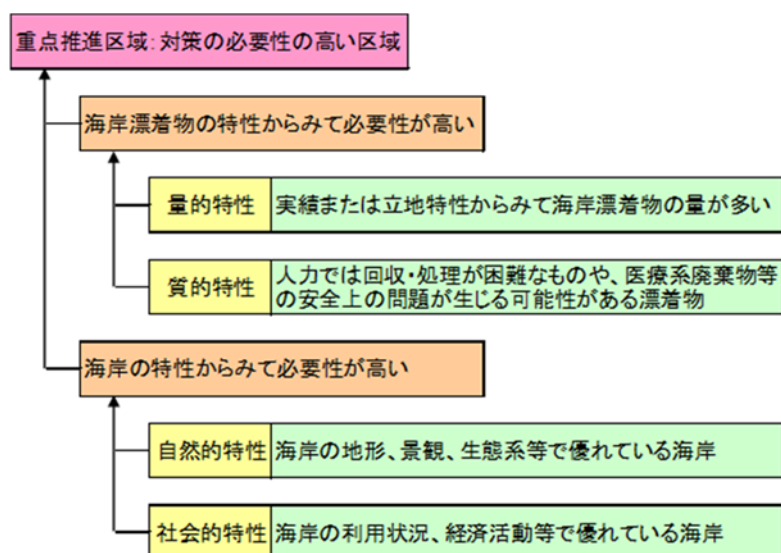 重点推進区域:対策の必要性の高い区域
海岸漂着物の特性からみて必要性が高い
量的特性
実績または立地特性からみて海岸漂着物の量が多い
質的特性
人力では回収・処理が困難なものや、医療系廃棄物等
の安全上の問題が生じる可能性がある漂着物
海岸の特性からみて必要性が高い
自然的特性
海岸の地形、景観、生態系等で優れている海岸
社会的特性
海岸の利用状況、経済活動等で優れている海岸